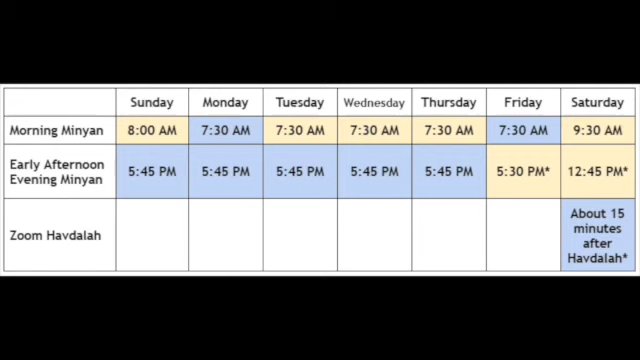 Sunday Monday Tuesday Wednesday Thursday Friday Saturday
Morning Minyan 8:00 AM 7:30 AM 7:30 AM 7:30 AM 7:30 AM 7:30 AM 9:30 AM
Early Afternoon
Evening Minyan 5:45 PM 5:45 PM 5:45 PM 5:45 PM 5:45 PM 5:30 PM* 12:45 PM*
Zoom Havdalah
About 15
minutes
after
Havdalah*